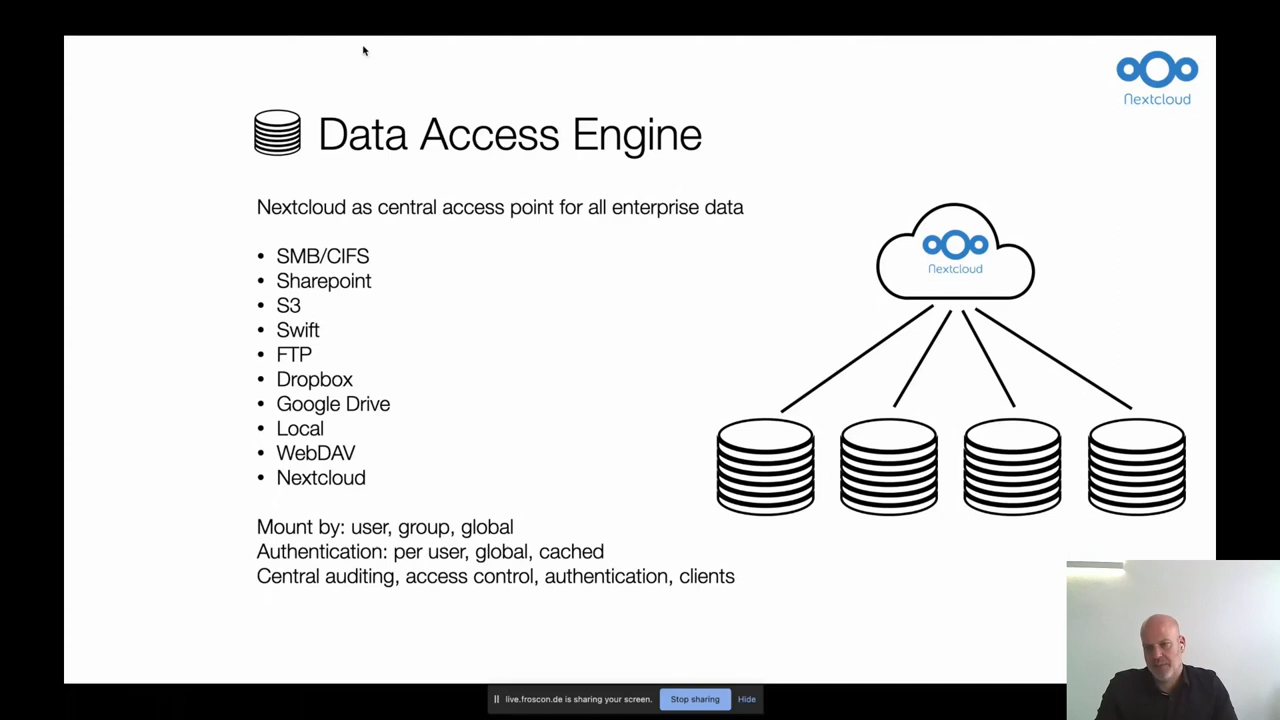 Nextcloud
Data Access Engine
Nextcloud as central access point for all enterprise data
• SMB/CIFS
• Sharepoint
• S3
• Swift
• FTP
• Dropbox
• Google Drive
• Local
• WebDAV
• Nextcloud
Nextcloud
Mount by: user, group, global
Authentication: per user, global, cached
Central auditing, access control, authentication, clients
live.froscon.de is sharing your screen.
Stop sharing
Hide